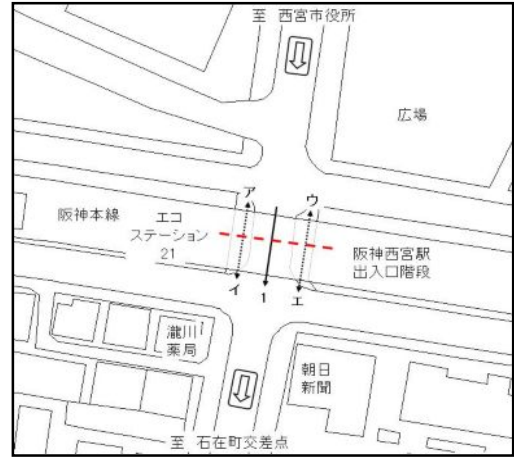 至 西宮市役所
広場
ア
ウ
阪神本線
エコ
ステーション
21
阪神西宮駅
出入口階段
イ
1
エ
瀧川
薬局
朝日
新聞
至 石在町交差点